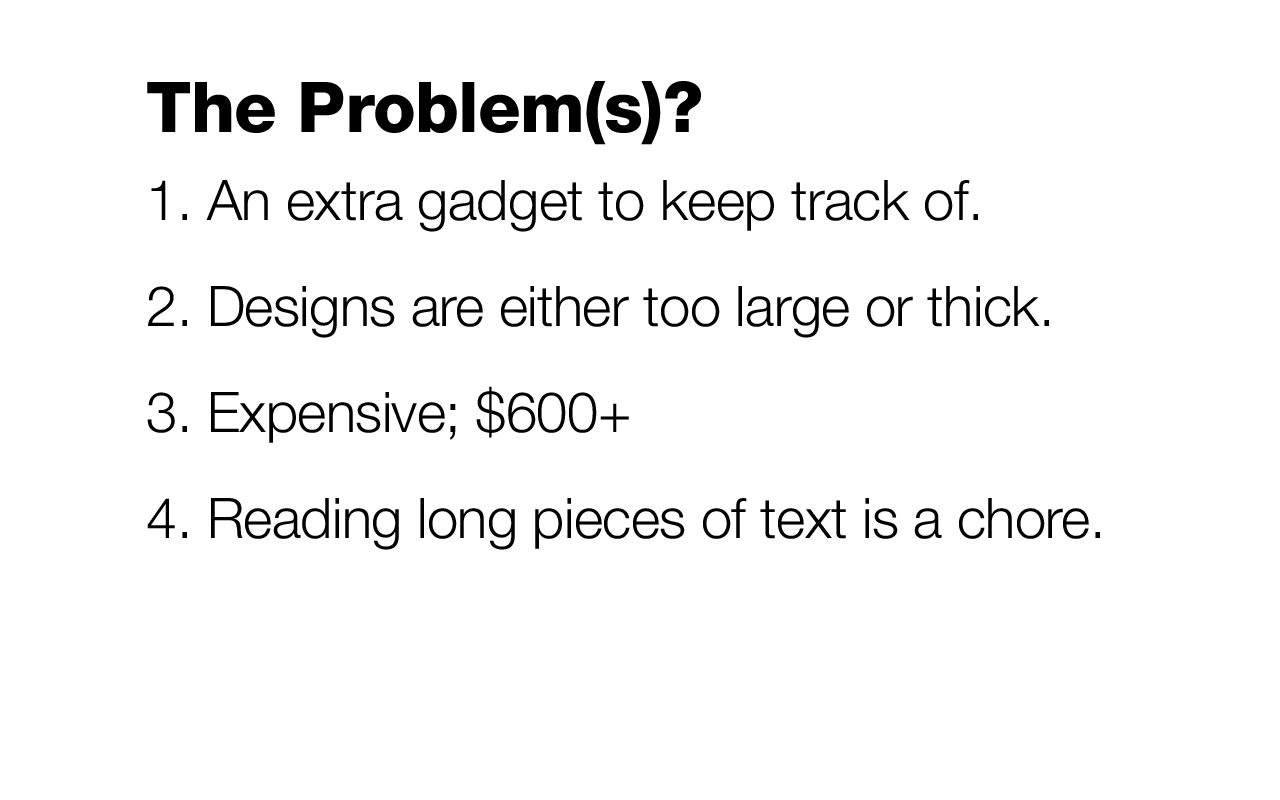 The Problem(s)?
1. An extra gadget to keep track of.
2. Designs are either too large or thick.
3. Expensive; $600+
4. Reading long pieces of text is a chore.